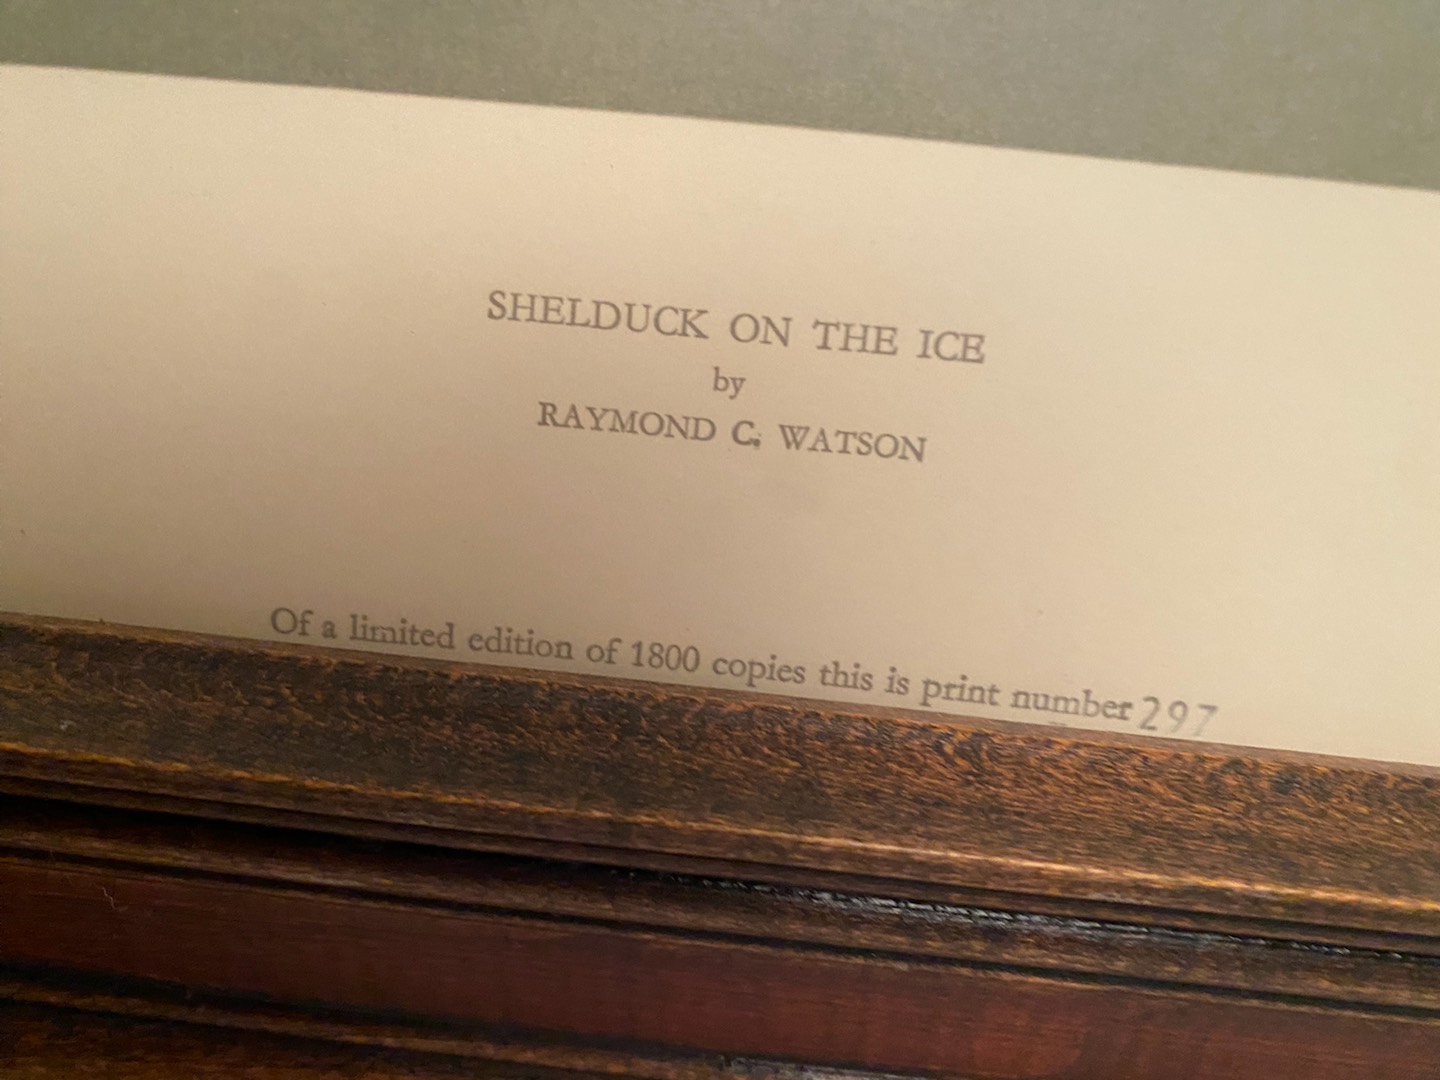 SHELDUCK ON THE ICE
by
RAYMOND C. WATSON
Of a limited edition of 1800 copies this is print number 297